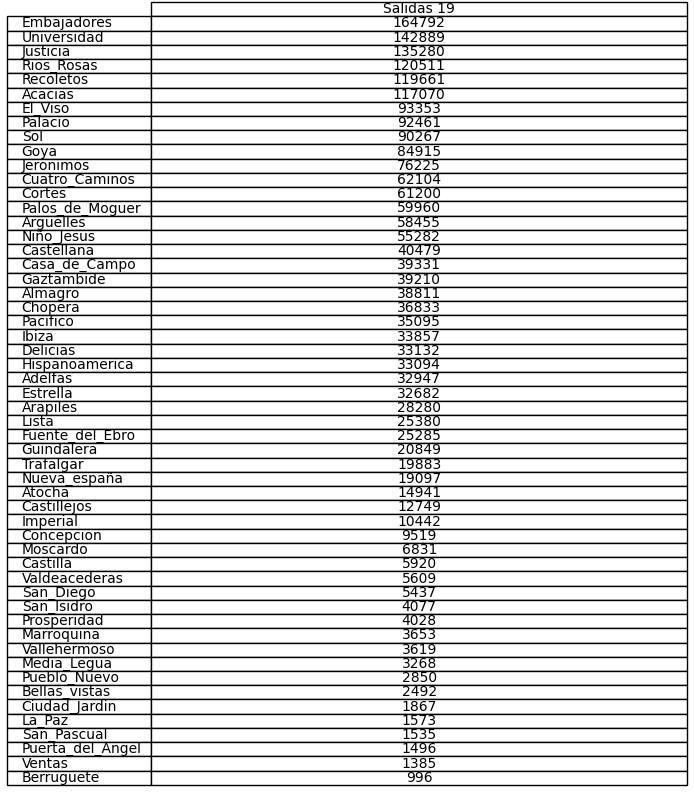 Salidas 19
Embajadores 164792
Universidad 142889
Justicia 135280
Rios_Rosas 120511
Recoletos 119661
Acacias 117070
El_Viso 93353
Palacio 92461
Sol 90267
Goya 84915
Jeronimos 76225
Cuatro_Caminos 62104
Cortes 61200
Palos_de_Moguer 59960
Arguelles 58455
Niño_Jesus 55282
Castellana 40479
Casa_de_Campo 39331
Gaztambide 39210
Almagro 38811
Chopera 36833
Pacifico 35095
Ibiza 33857
Delicias 33132
Hispanoamerica 33094
Adelfas 32947
Estrella 32682
Arapiles 28280
Lista 25380
Fuente_del_Ebro 25285
Guindalera 20849
Trafalgar 19883
Nueva_españa 19097
Atocha 14941
Castillejos 12749
Imperial 10442
Concepcion 9519
Moscardo 6831
Castilla 5920
Valdeacederas 5609
San_Diego 5437
San_Isidro 4077
Prosperidad 4028
Marroquina 3653
Vallehermoso 3619
Media_Legua 3268
Pueblo_Nuevo 2850
Bellas_vistas 2492
Ciudad_Jardin 1867
La_Paz 1573
San_Pascual 1535
Puerta_del_Angel 1496
Ventas 1385
Berruguete 996